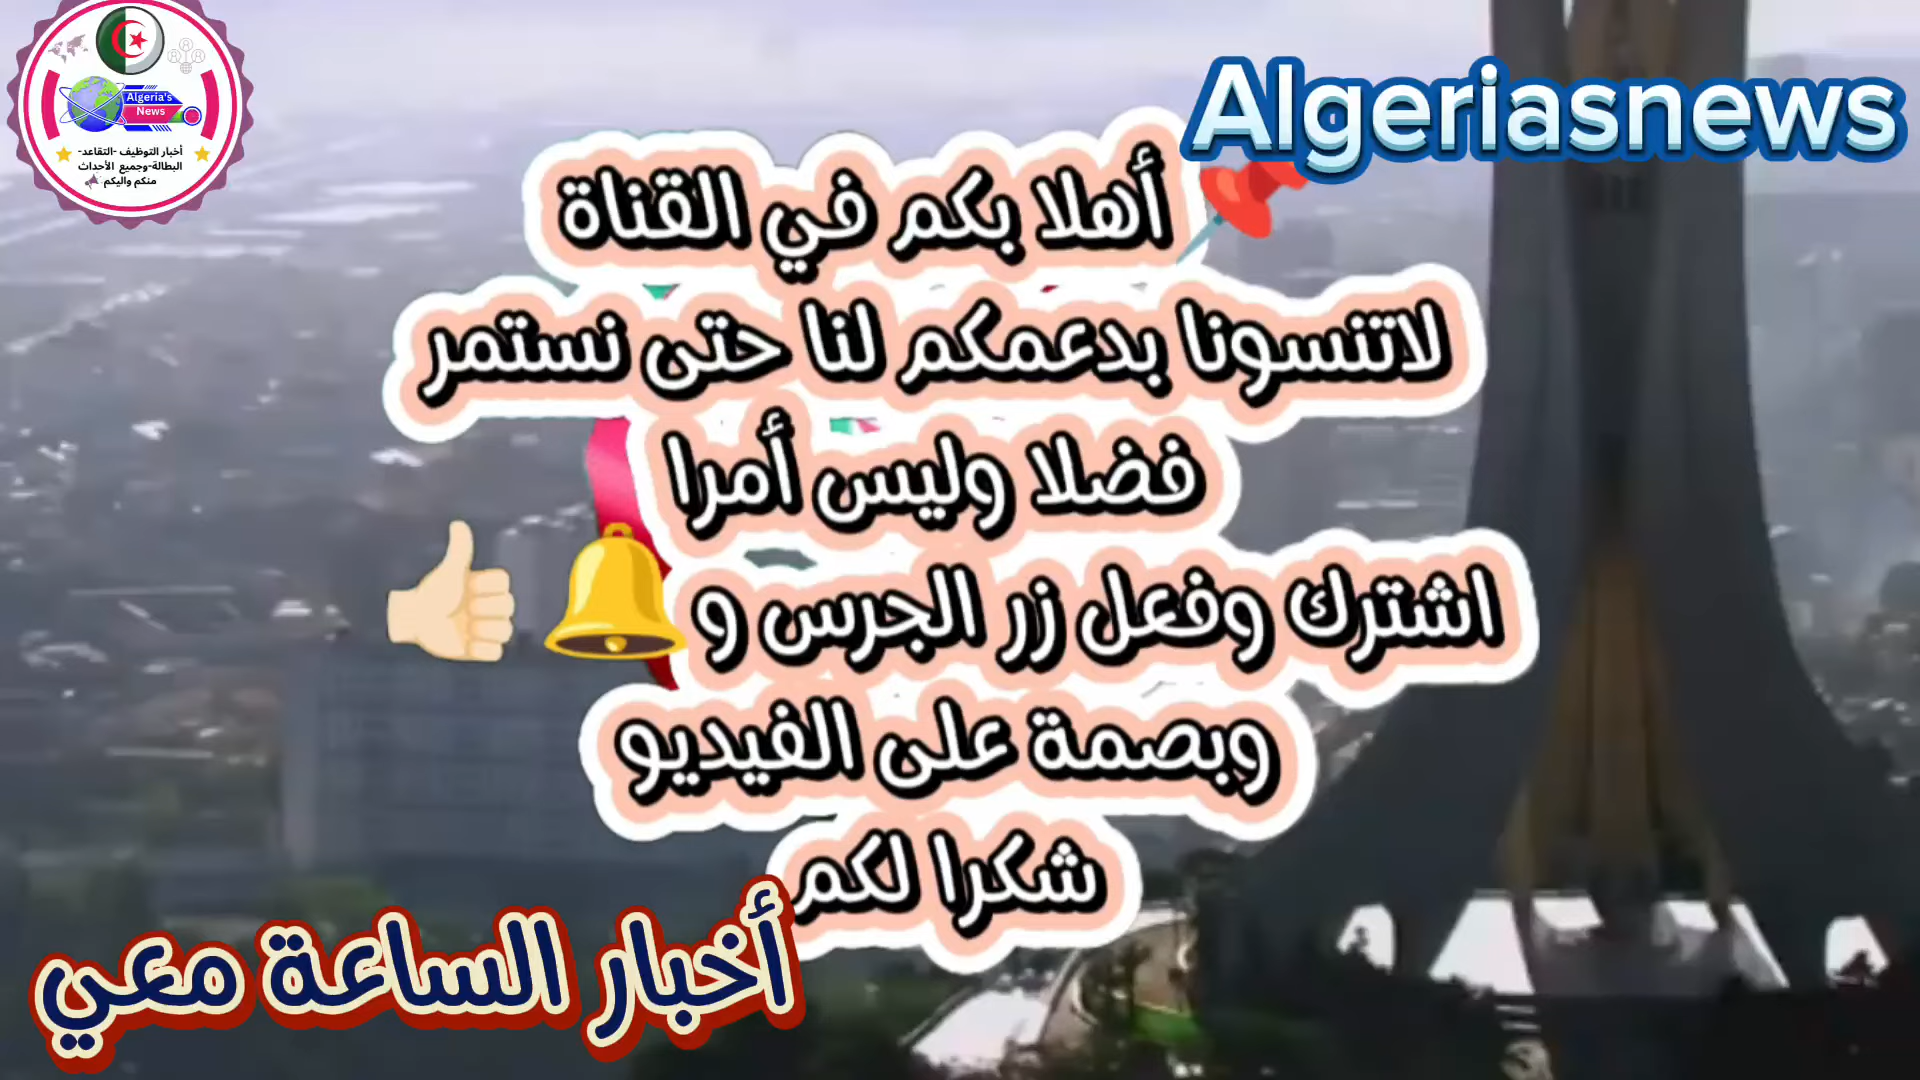 Algeria's
News
أخبار التوظيف -التقاعد-
البطالة-وجميع الأحداث
منكم واليكم
Algeriasnews
أهلا بكم في القناة
لاتنسونا بدعمكم لنا حتى نستمر
فضلا وليس أمرا
اشترك وفعل زر الجرس و
وبصمة على الفيديو
شكرا لكم
أخبار الساعة معي